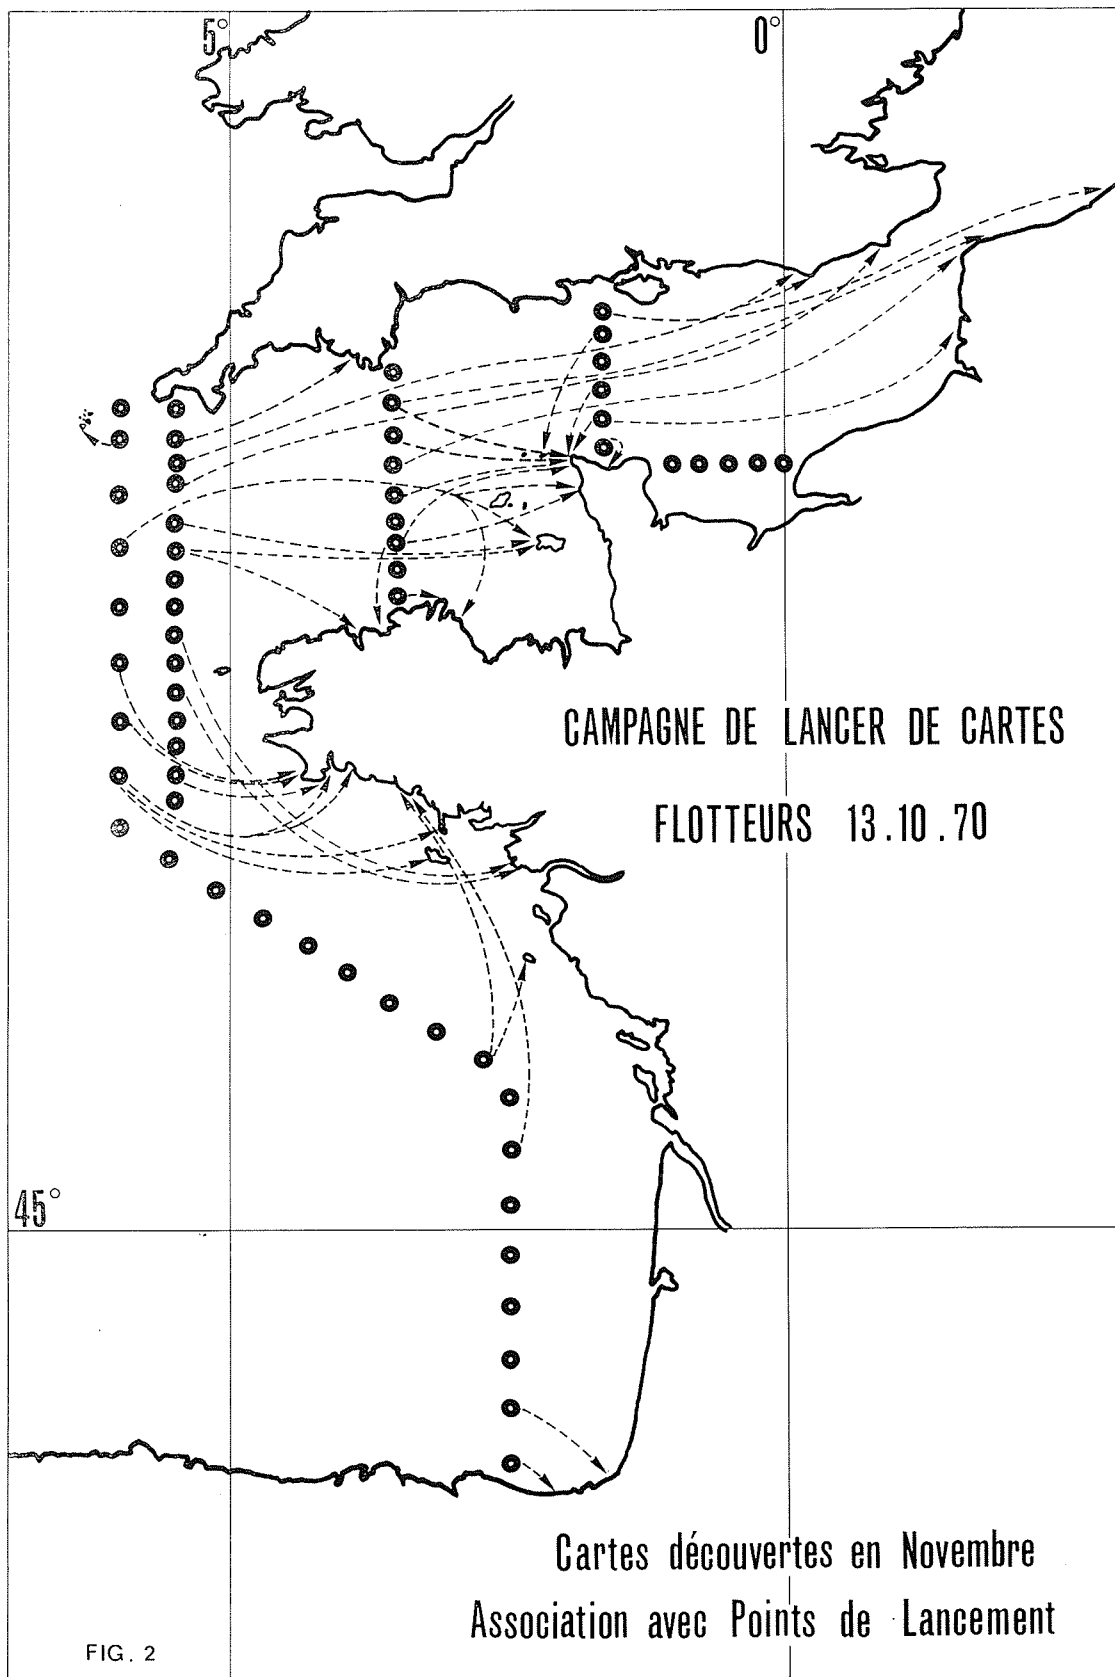 5°
0°
CAMPAGNE DE LANCER DE CARTES
FLOTTEURS 13.10.70
45°
Cartes découvertes en Novembre
Association avec Points de Lancement
FIG. 2